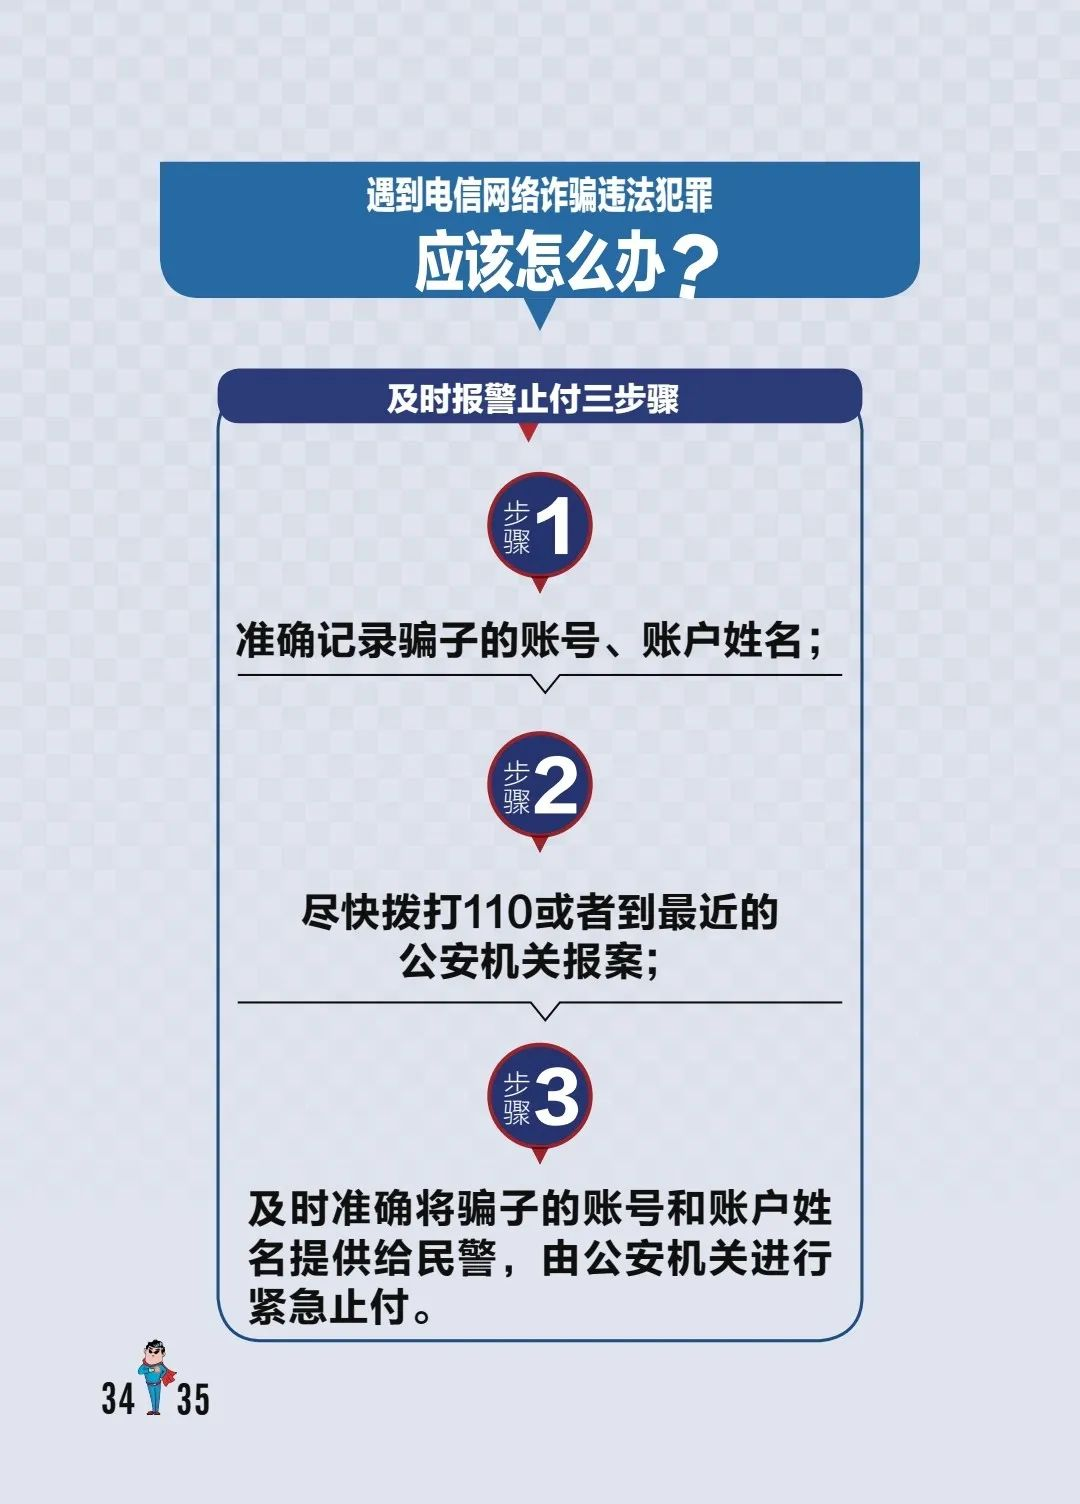 遇到电信网络诈骗违法犯罪
应该怎么办?
及时报警止付三步骤
步骤1
准确记录骗子的账号、账户姓名；
步骤2
尽快拨打110或者到最近的
公安机关报案；
步骤3
及时准确将骗子的账号和账户姓
名提供给民警，由公安机关进行
紧急止付。
34 35